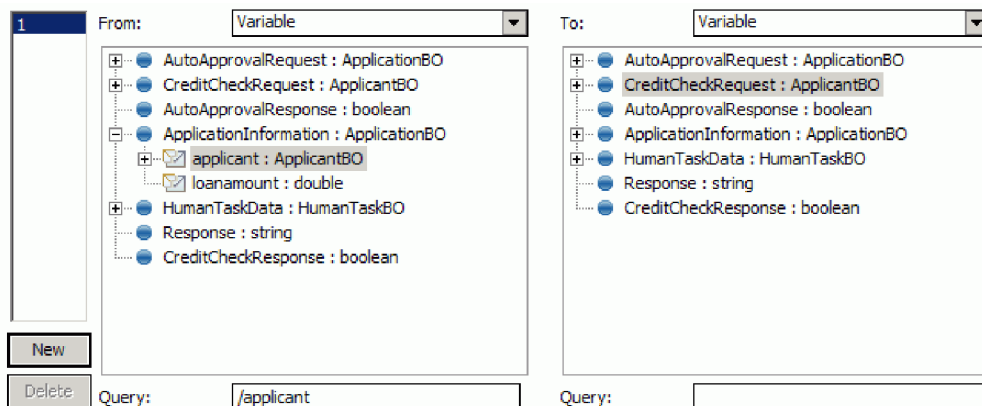 1
From:
Variable
AutoApprovalRequest : ApplicationBO
CreditCheckRequest : ApplicantBO
AutoApprovalResponse : boolean
ApplicationInformation : ApplicationBO
applicant : ApplicantBO
loanamount : double
HumanTaskData : HumanTaskBO
Response : string
CreditCheckResponse : boolean
New
Delete
Query:
/applicant
To:
Variable
AutoApprovalRequest : ApplicationBO
CreditCheckRequest : ApplicantBO
AutoApprovalResponse : boolean
ApplicationInformation : ApplicationBO
HumanTaskData : HumanTaskBO
Response : string
CreditCheckResponse : boolean
Query: